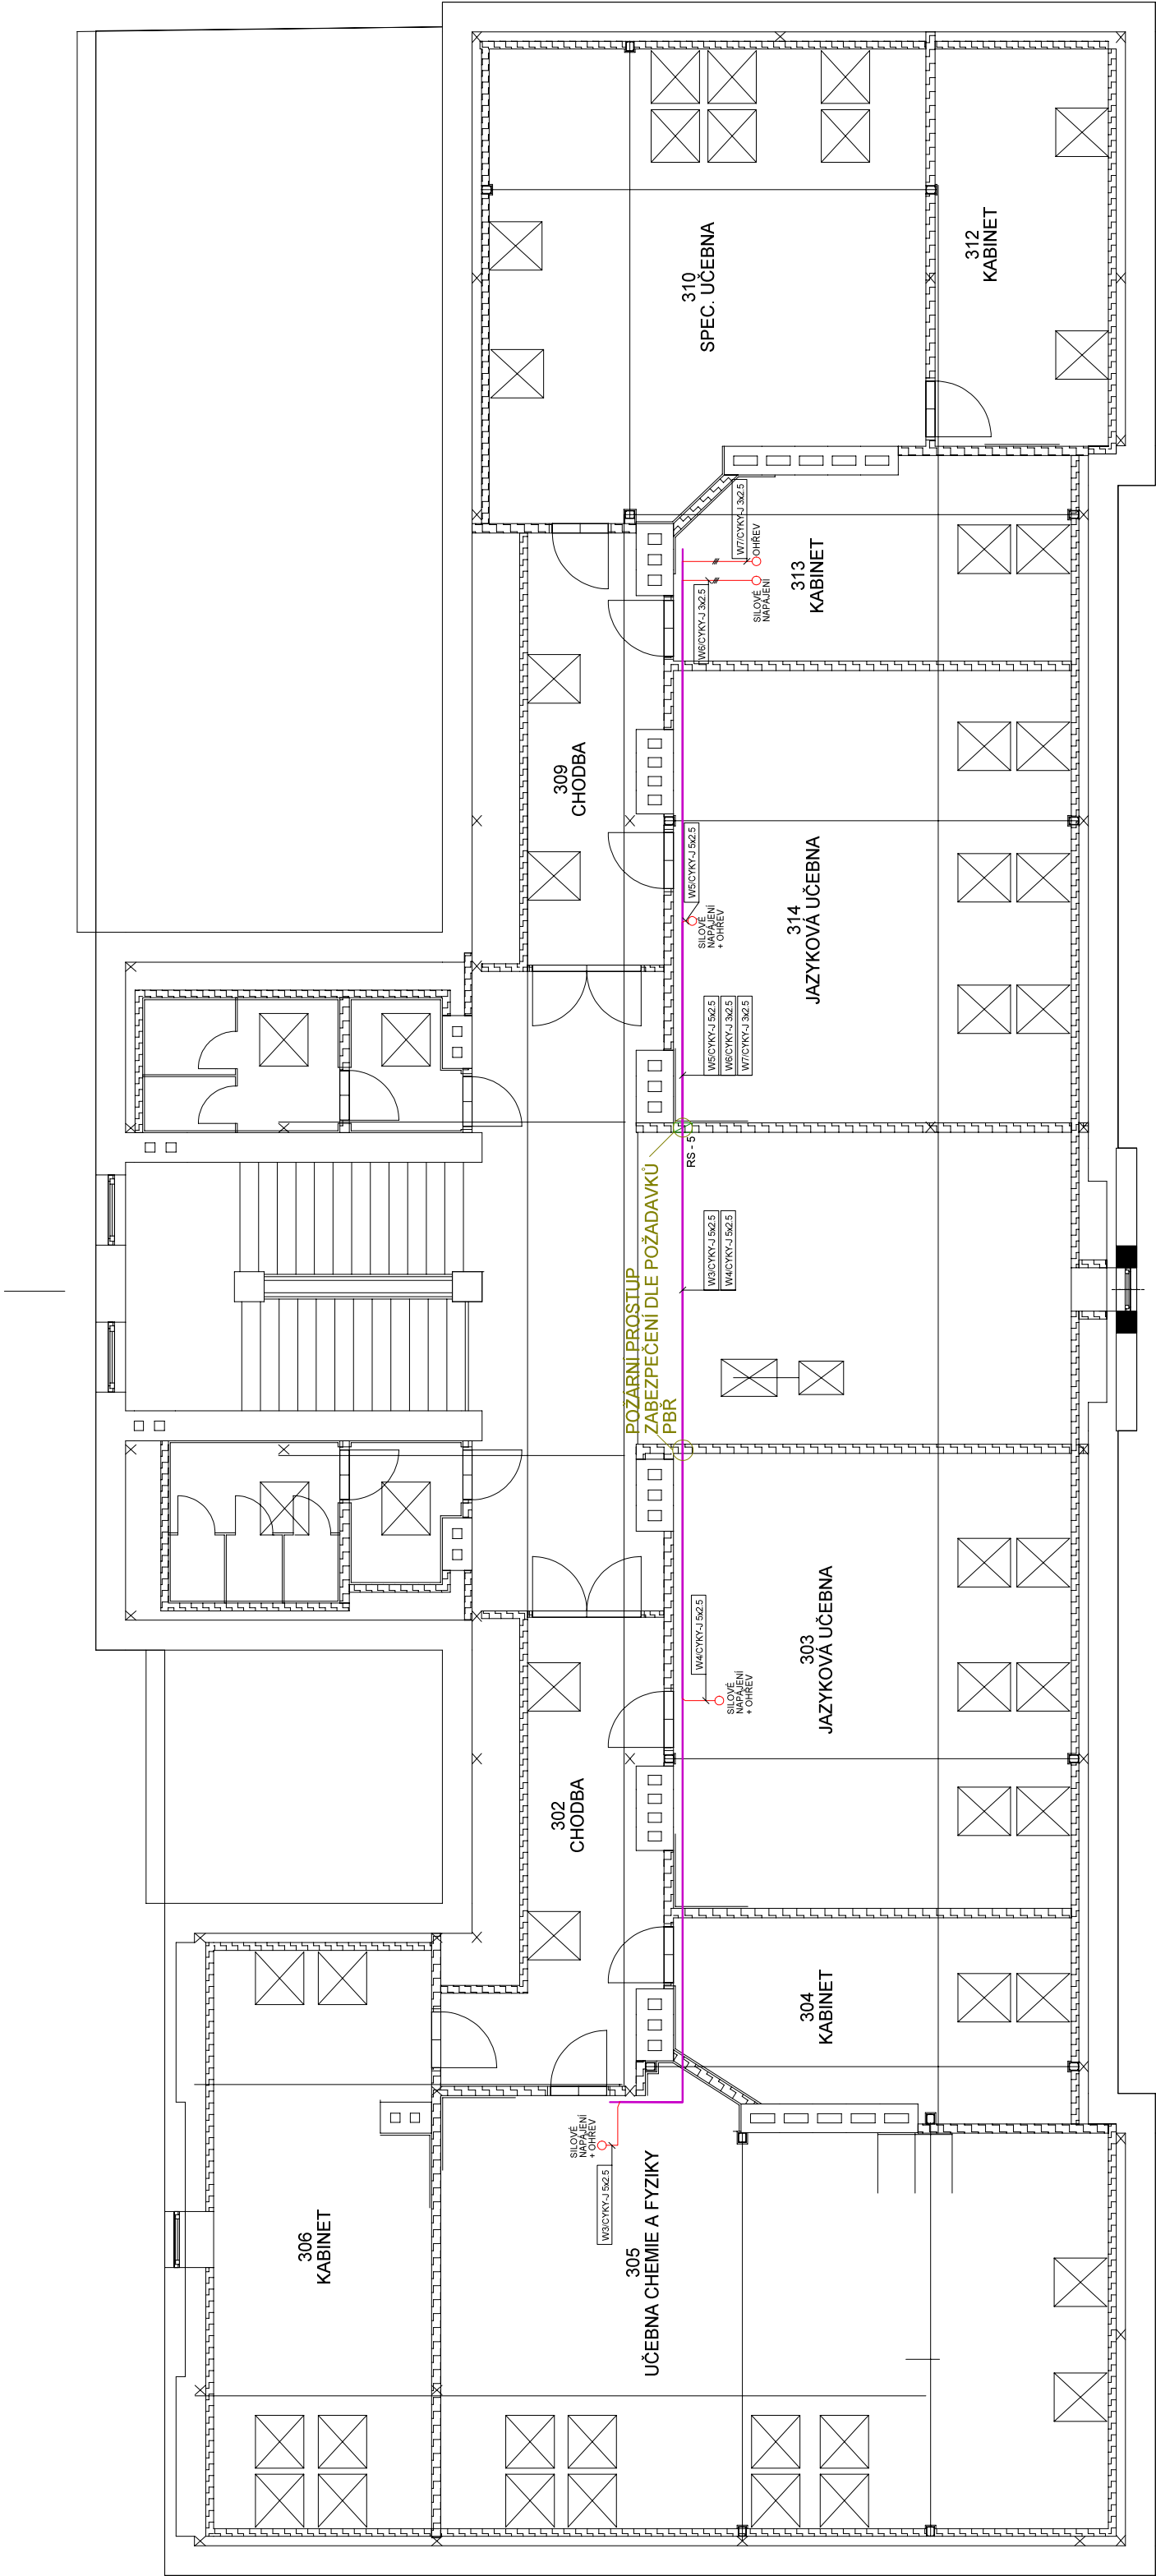 310
SPEC. UČEBNA
312
KABINET
W7/CYKY-J 3x2.5
OHŘEV
313
KABINET
SILOVÉ
NAPÁJENÍ
W6/CYKY-J 3x2.5
309
CHODBA
W5/CYKY-J 5x2.5
SILOVÉ
NAPÁJENÍ
+ OHŘEV
314
JAZYKOVÁ UČEBNA
W5/CYKY-J 5x2.5
W6/CYKY-J 3x2.5
W7/CYKY-J 3x2.5
RS - 5
POŽÁRNÍ PROSTUP
ZABEZPEČENÍ DLE POŽADAVKŮ
PBŘ
W3/CYKY-J 5x2.5
W4/CYKY-J 5x2.5
W4/CYKY-J 5x2.5
SILOVÉ
NAPÁJENÍ
+ OHŘEV
303
JAZYKOVÁ UČEBNA
302
CHODBA
304
KABINET
SILOVÉ
NAPÁJENÍ
+ OHŘEV
W3/CYKY-J 5x2.5
306
KABINET
305
UČEBNA CHEMIE A FYZIKY